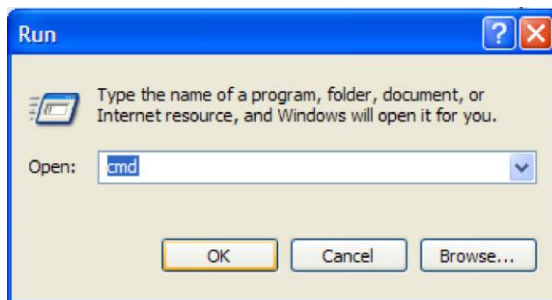 Run
Type the name of a program, folder, document, or
Internet resource, and Windows will open it for you.
Open: cmd
OK Cancel Browse...